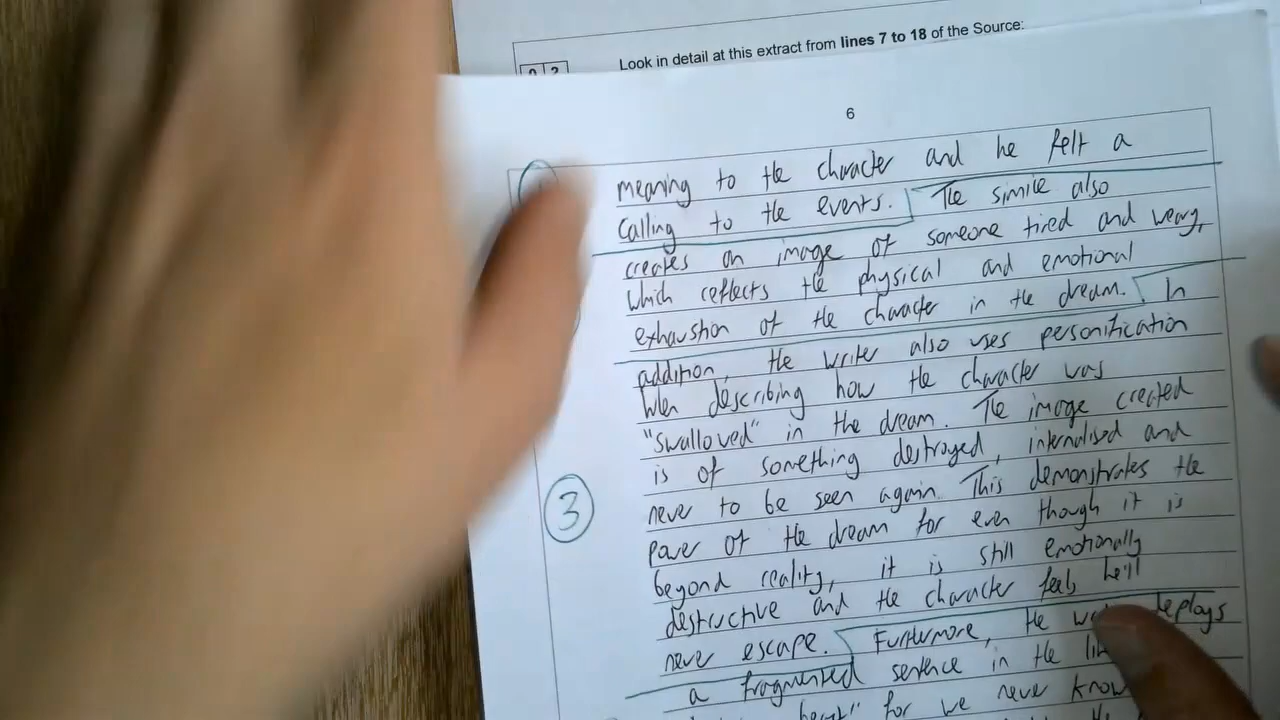 Look in detail at this extract from lines 7 to 18 of the Source:
0 2
6
meaning to the character and he felt a
calling to the events. The simile also
creates an image of someone tired and weary,
which reflects the physical and emotional
exhaustion of the character in the dream. In
addition, the writer also uses personification
when describing how the character was
"swallowed" in the dream. The image created
is of something destroyed, internalised and
never to be seen again. This demonstrates the
3
power of the dream for even though it is
beyond reality, it is still emotionally
destructive and the character feels he'll
never escape. Furthermore, the deploys
a fragmented sentence in the
for we never know